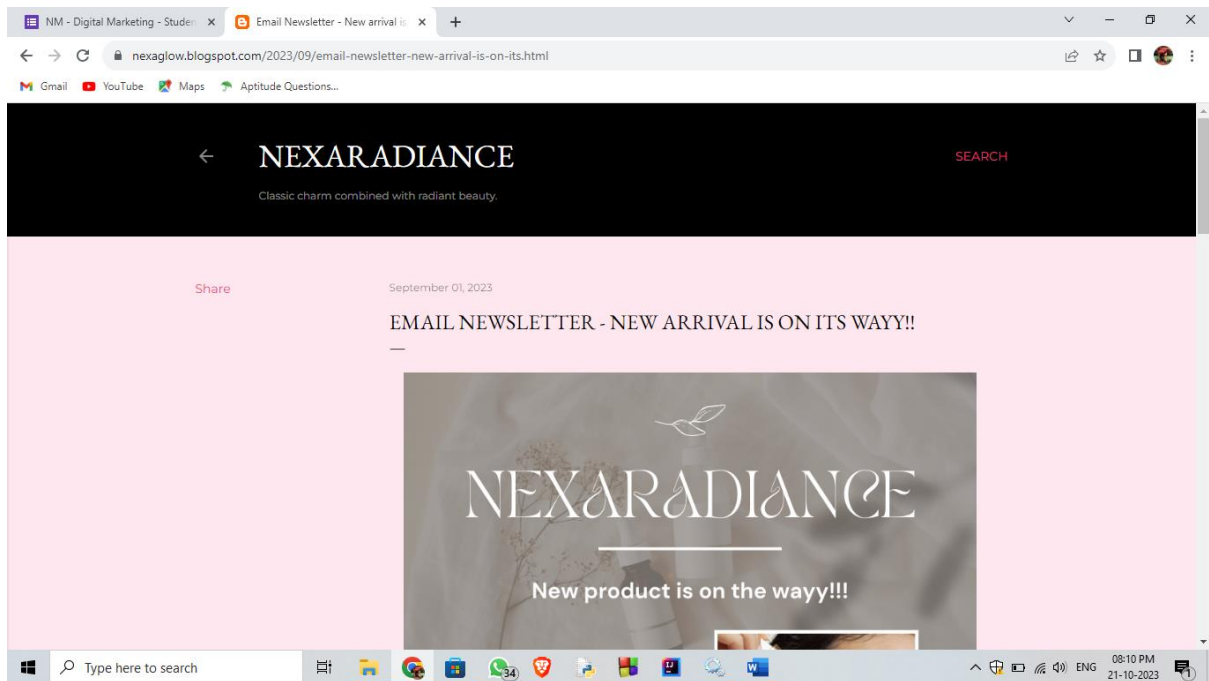 NM - Digital Marketing - Studen
Email Newsletter - New arrival is
nexaglow.blogspot.com/2023/09/email-newsletter-new-arrival-is-on-its.html
Gmail YouTube Maps Aptitude Questions...
NEXARADIANCE
SEARCH
Classic charm combined with radiant beauty.
Share
September 01, 2023
EMAIL NEWSLETTER - NEW ARRIVAL IS ON ITS WAYY!!
NEXARADIANCE
New product is on the wayy!!!
Type here to search
34
W
ENG
08:10 PM
21-10-2023
1